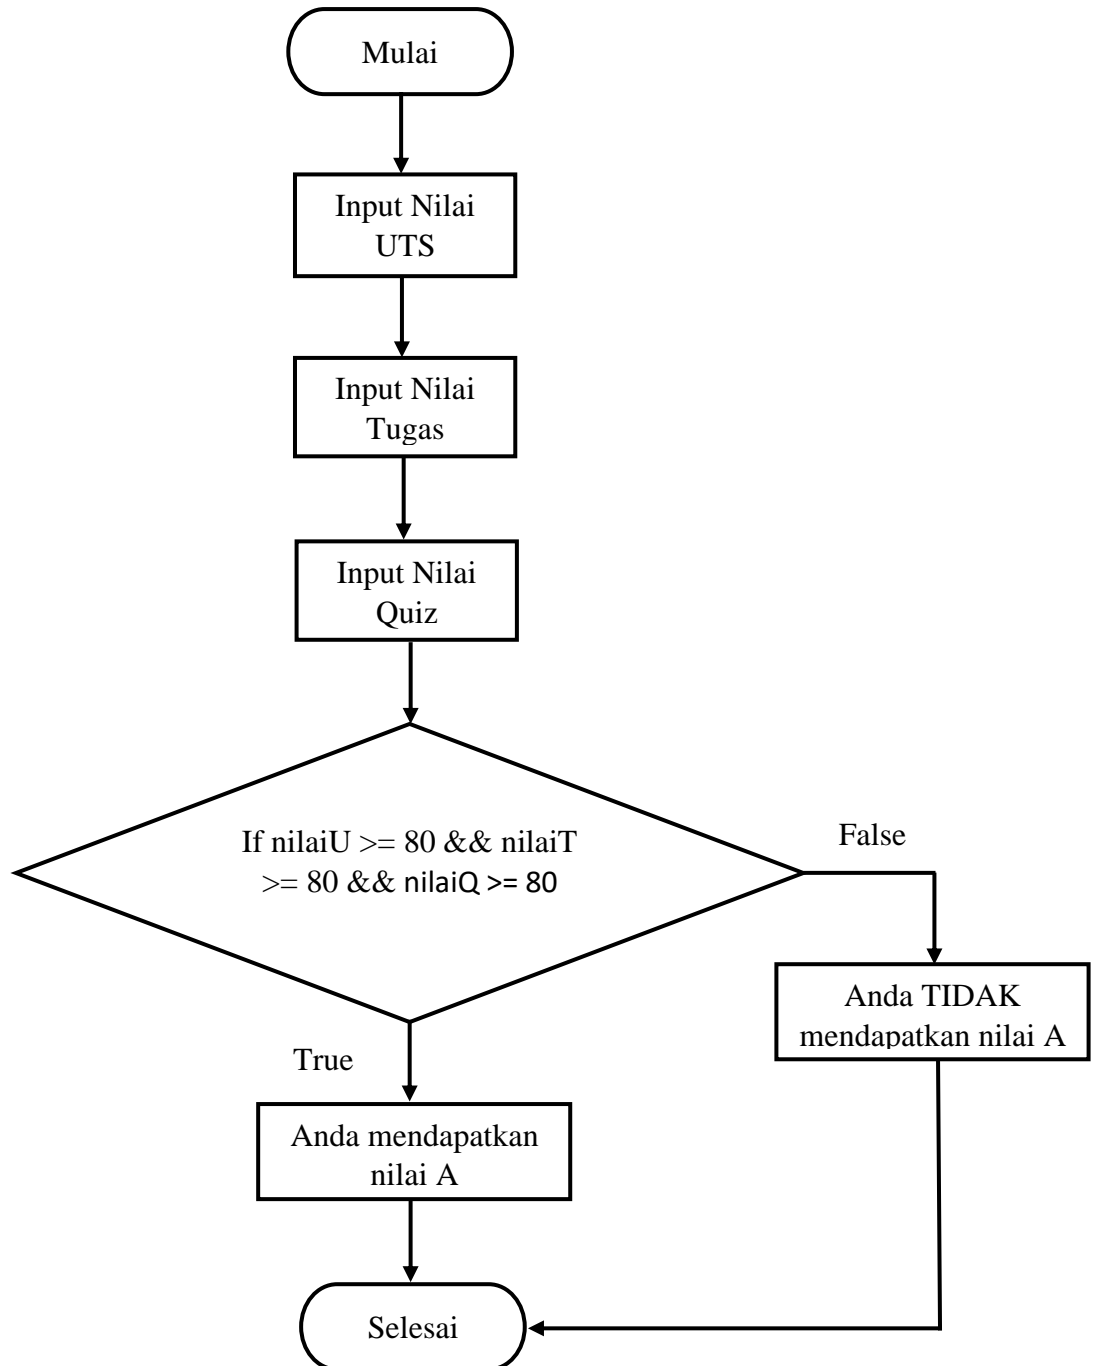 Mulai
Input Nilai
UTS
Input Nilai
Tugas
Input Nilai
Quiz
If nilaiU >= 80 && nilaiT
>= 80 && nilaiQ >= 80
False
Anda TIDAK
mendapatkan nilai A
True
Anda mendapatkan
nilai A
Selesai